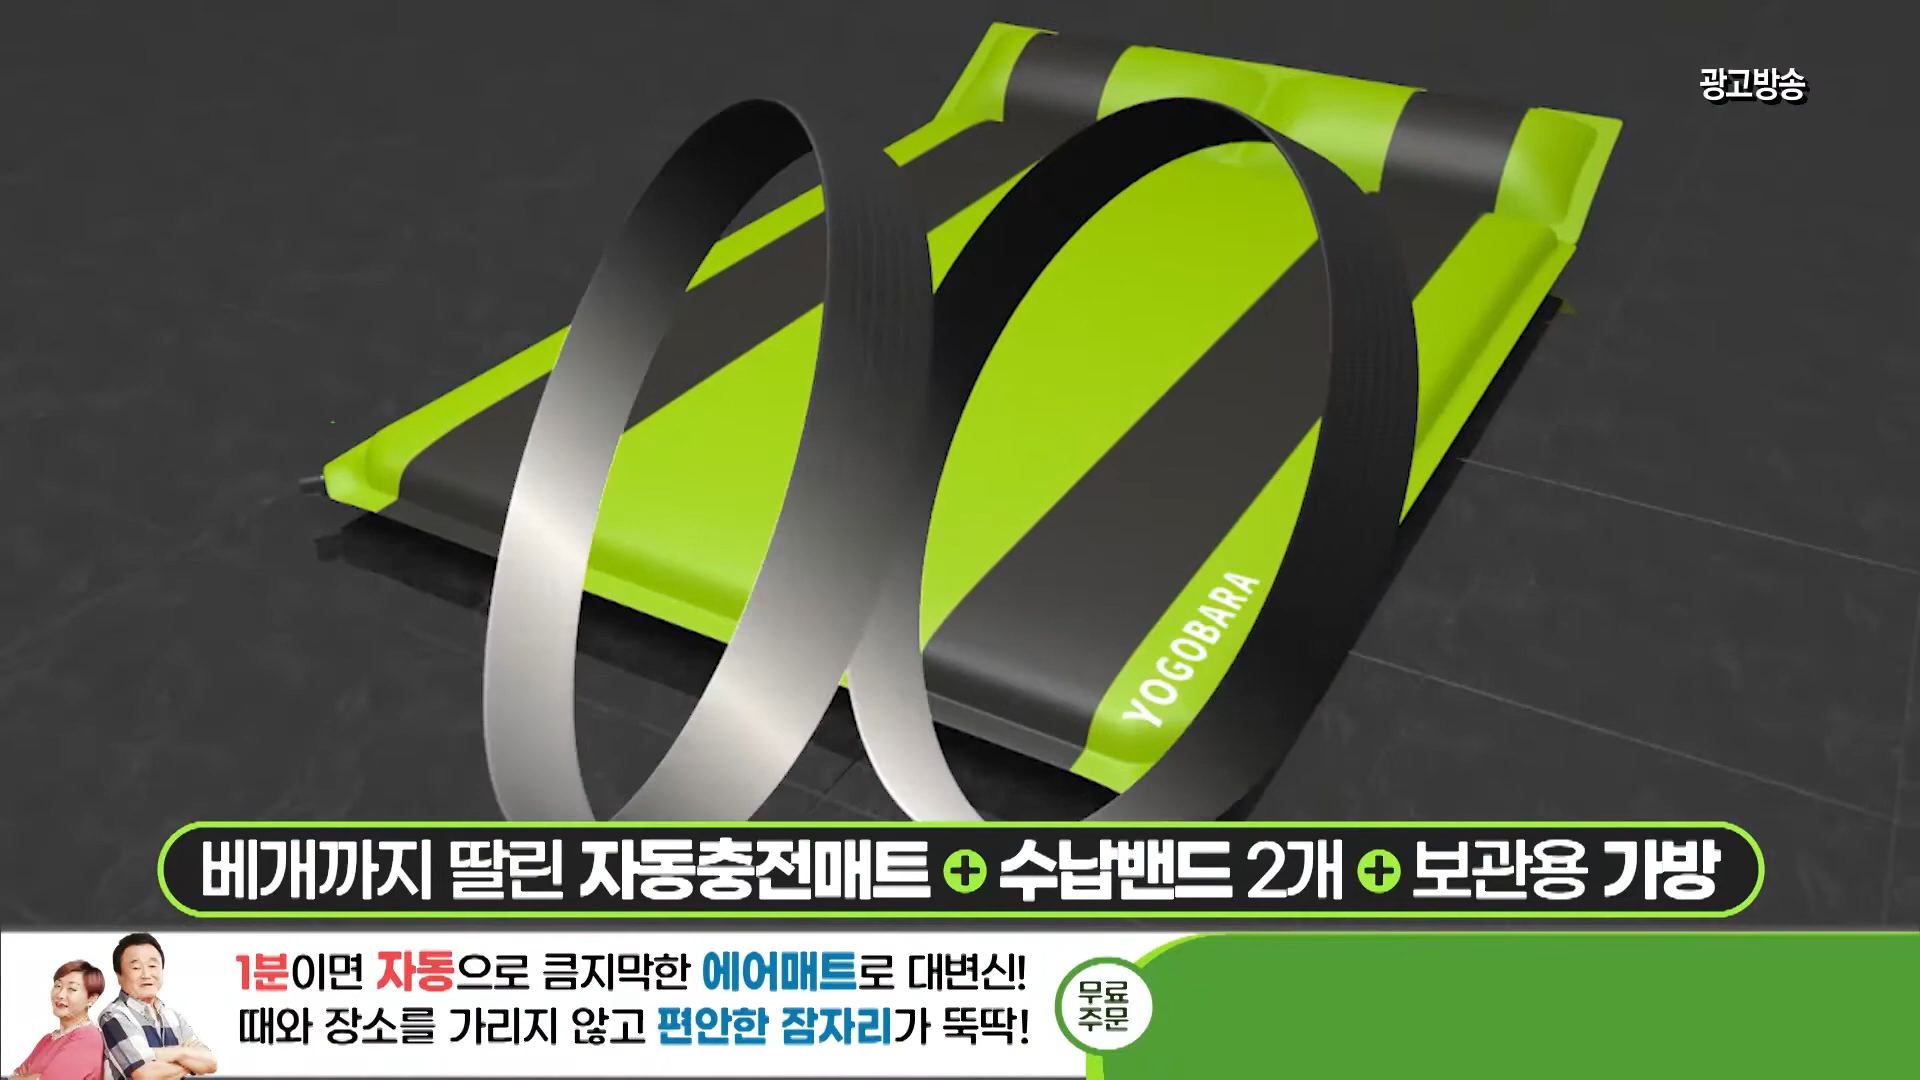 광고방송
YOGOBARA
베개까지 딸린 자동충전매트 + 수납밴드 2개 + 보관용 가방
1분이면 자동으로 큼지막한 에어매트로 대변신!
때와 장소를 가리지 않고 편안한 잠자리가 뚝딱!
무료
주문